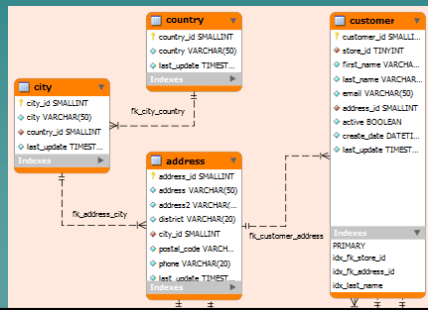 country
country_id SMALLINT
country VARCHAR(50)
last_update TIMEST...
Indexes
city
city_id SMALLINT
city VARCHAR(50)
country_id SMALLINT
last_update TIMEST...
Indexes
fk_city_country
fk_address_city
address
address_id SMALLINT
address VARCHAR(50)
address2 VARCHAR(...
district VARCHAR(20)
city_id SMALLINT
postal_code VARCH...
phone VARCHAR(20)
last_update TIMEST...
Indexes
fk_customer_address
customer
customer_id SMALLI...
store_id TINYINT
first_name VARCHA...
last_name VARCHAR...
email VARCHAR(50)
address_id SMALLINT
active BOOLEAN
create_date DATETI...
last_update TIMEST...
Indexes
PRIMARY
idx_fk_store_id
idx_fk_address_id
idx_last_name